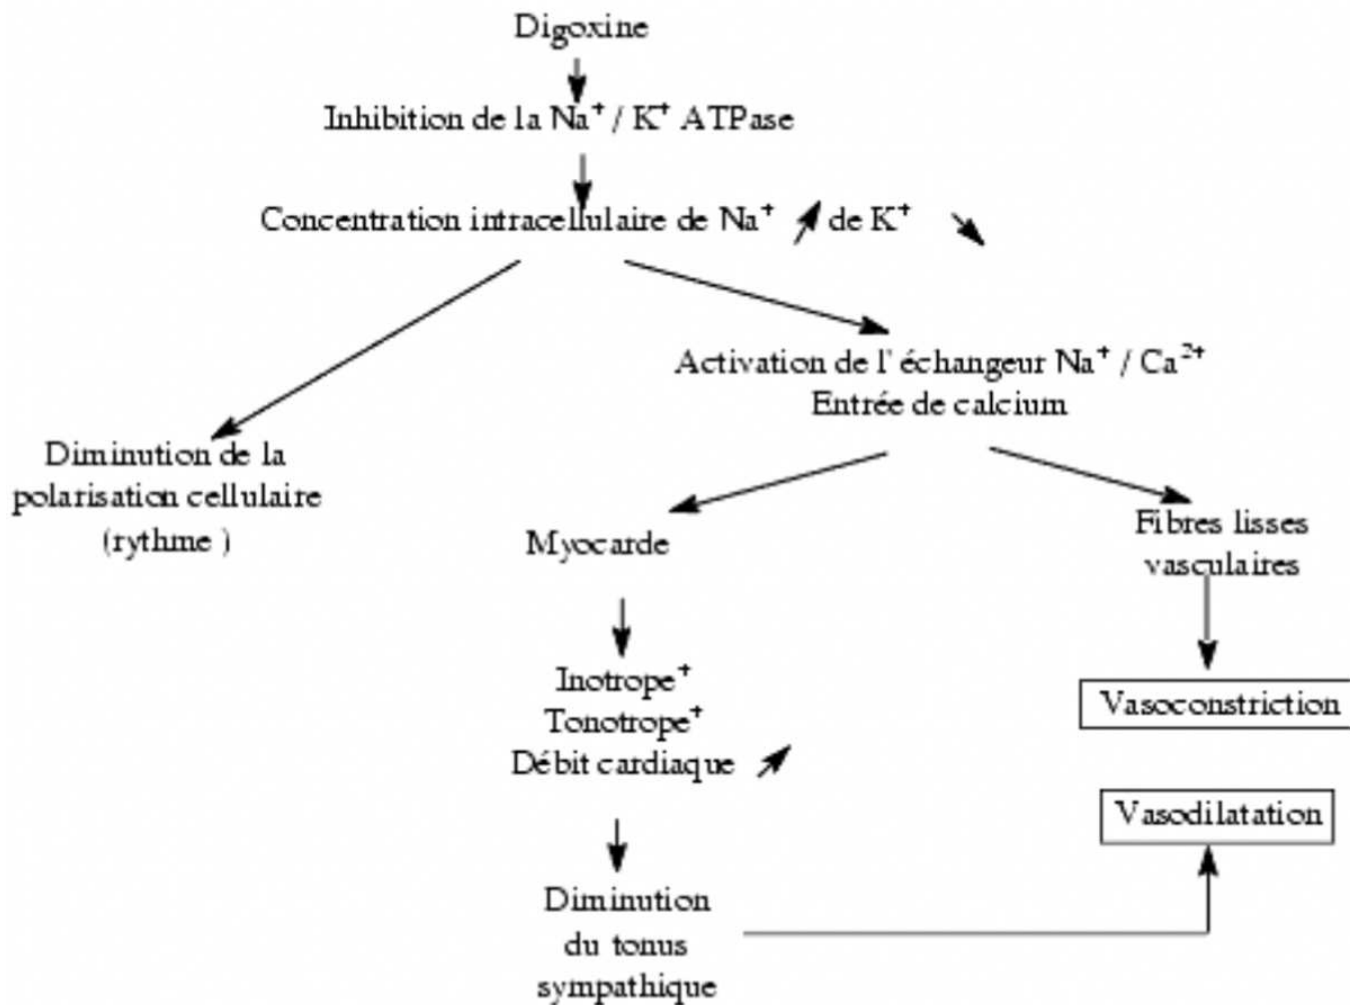 Digoxine
Inhibition de la Na⁺ / K⁺ ATPase
Concentration intracellulaire de Na⁺ de K⁺
Activation de l' échangeur Na⁺ / Ca²⁺
Entrée de calcium
Diminution de la
polarisation cellulaire
(rythme )
Myocarde
Fibres lisses
vasculaires
Inotrope⁺
Tonotrope⁺
Débit cardiaque
Vasoconstriction
Vasodilatation
Diminution
du tonus
sympathique